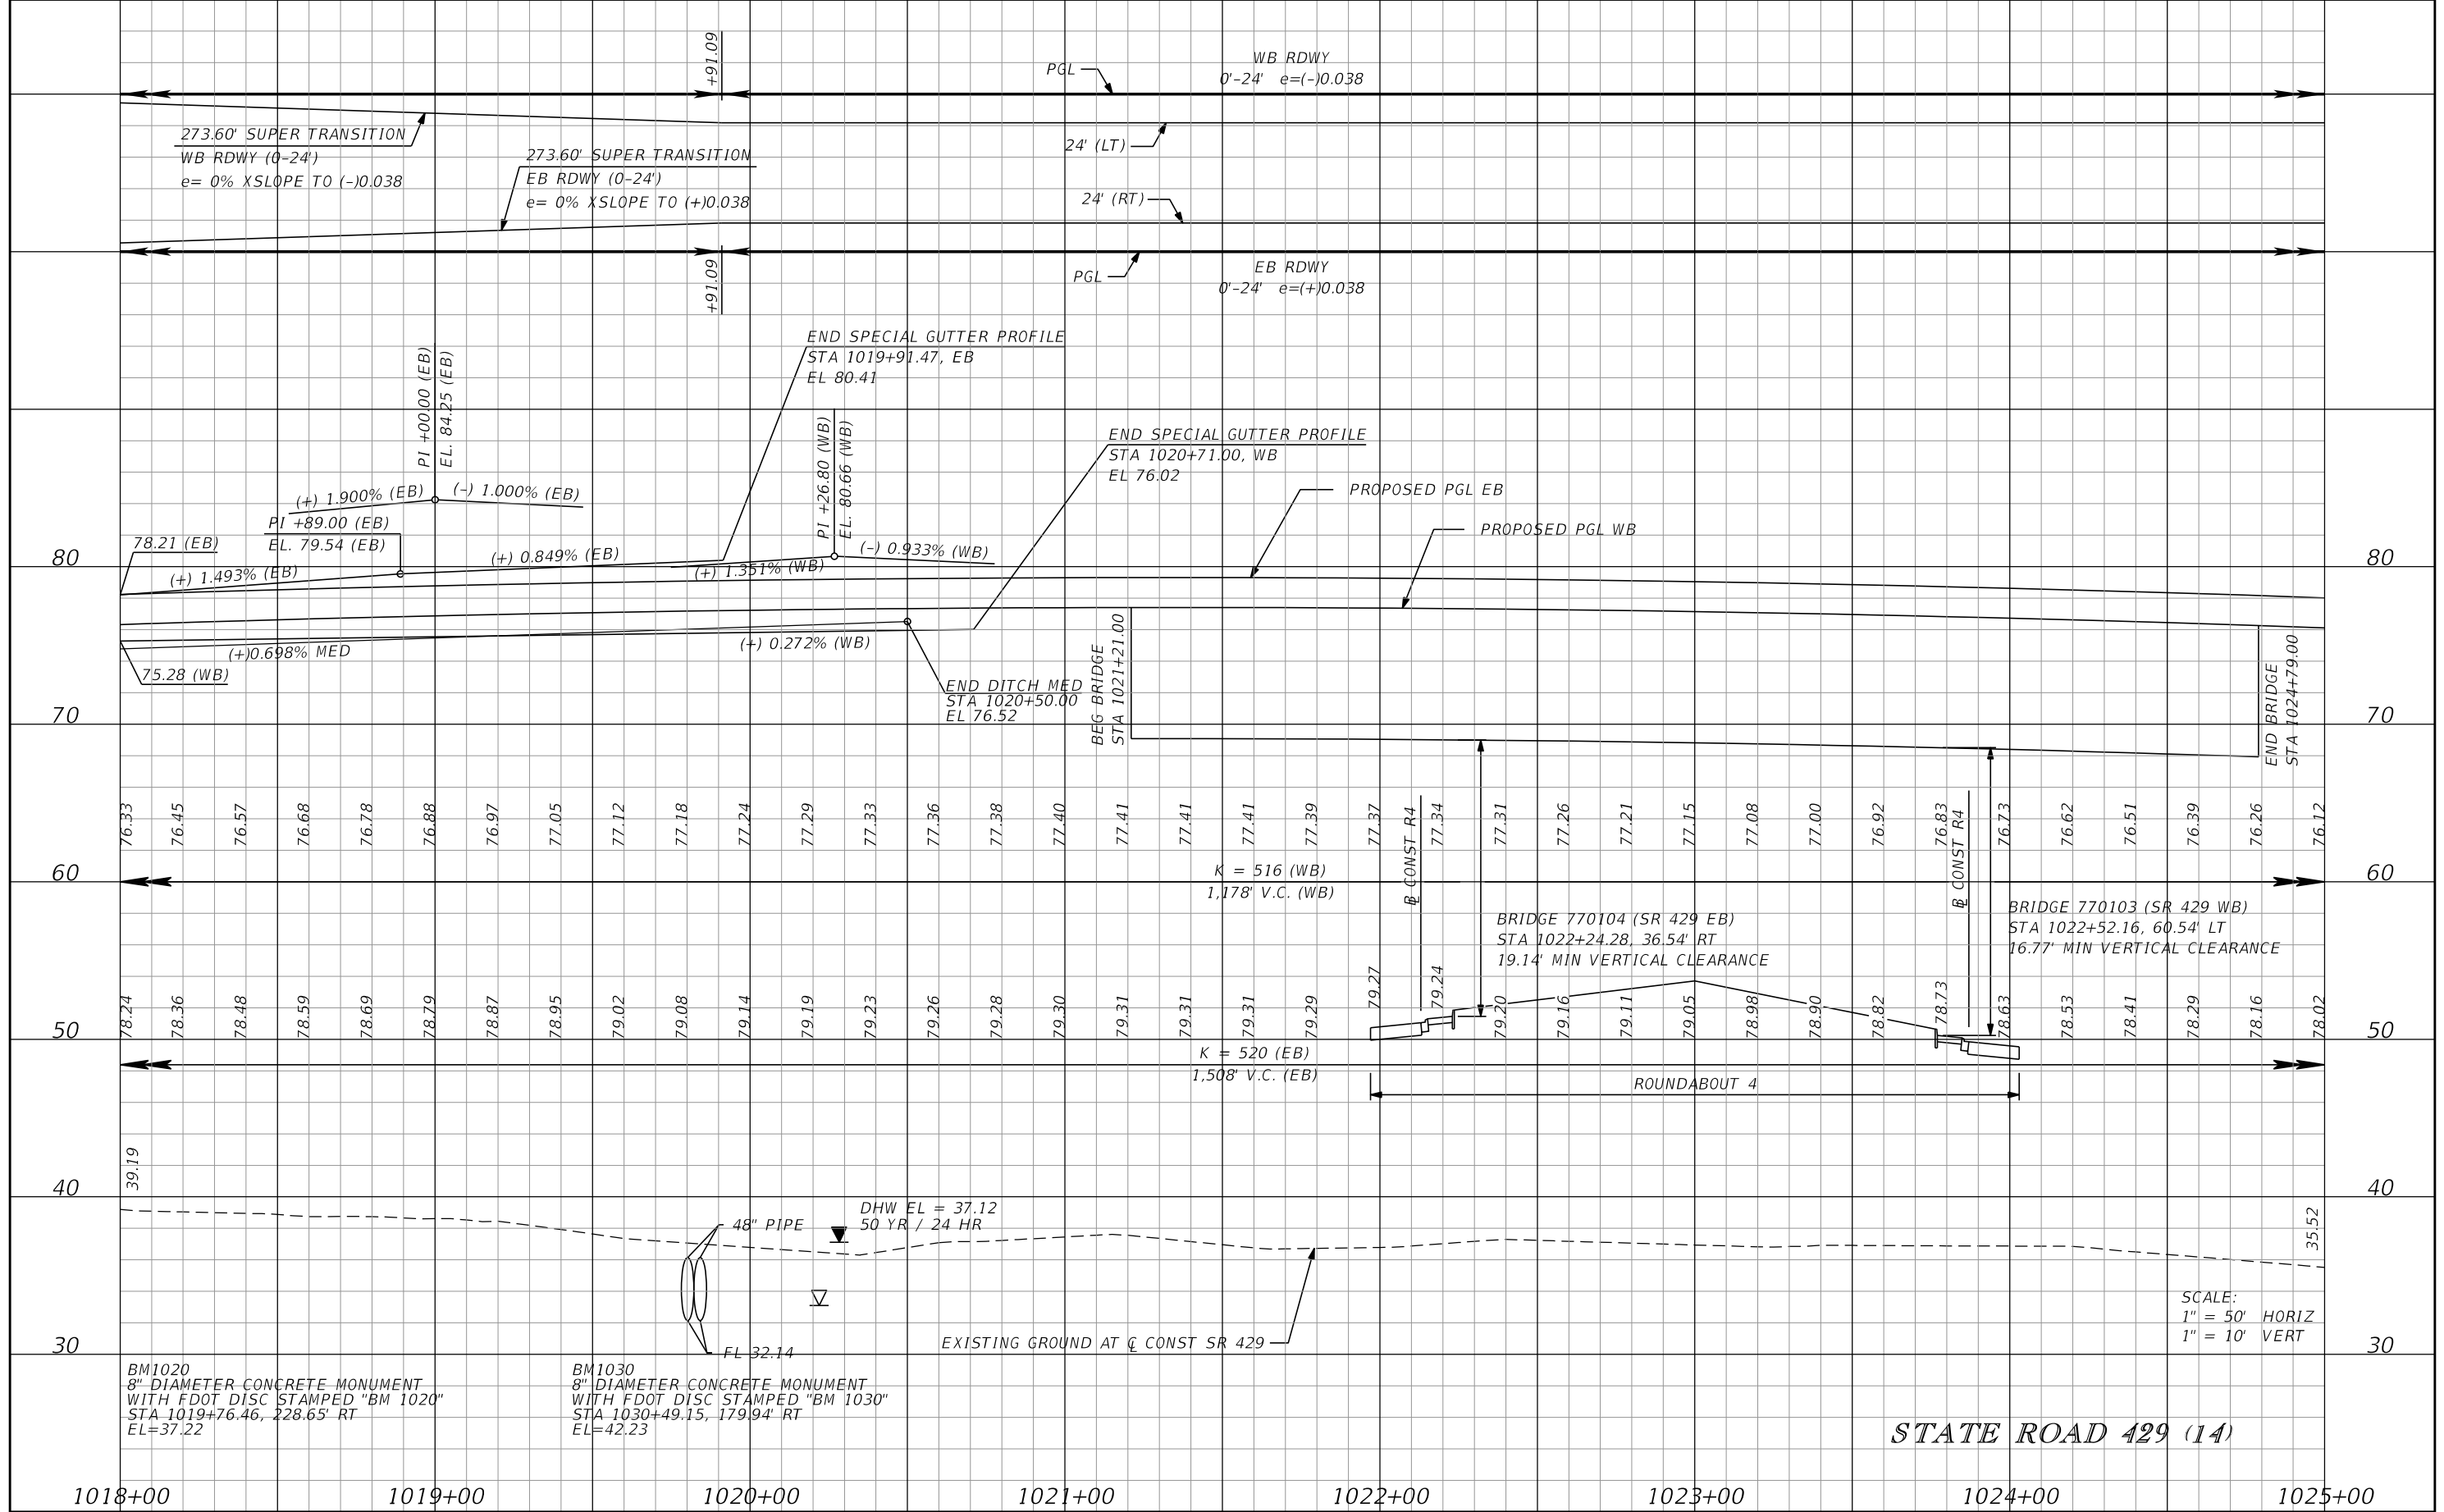 +91.09
PGL
WB RDWY
0'-24' e=(-)0.038
273.60' SUPER TRANSITION
WB RDWY (0-24')
e= 0% XSLOPE TO (-)0.038
273.60' SUPER TRANSITION
EB RDWY (0-24')
e= 0% XSLOPE TO (+)0.038
24' (LT)
24' (RT)
+91.09
PGL
EB RDWY
0'-24' e=(+)0.038
PI +00.00 (EB)
EL. 84.25 (EB)
END SPECIAL GUTTER PROFILE
STA 1019+91.47, EB
EL 80.41
PI +26.80 (WB)
EL. 80.66 (WB)
END SPECIAL GUTTER PROFILE
STA 1020+71.00, WB
EL 76.02
(+) 1.900% (EB)
(-) 1.000% (EB)
PI +89.00 (EB)
EL. 79.54 (EB)
PROPOSED PGL EB
PROPOSED PGL WB
78.21 (EB)
80
(+) 1.493% (EB)
(+) 0.849% (EB)
(+) 1.351% (WB)
(-) 0.933% (WB)
80
(+)0.698% MED
(+) 0.272% (WB)
75.28 (WB)
END DITCH MED
STA 1020+50.00
EL 76.52
BEG BRIDGE
STA 1021+21.00
END BRIDGE
STA 1024+79.00
70
70
76.33 76.45 76.57 76.68 76.78 76.88 76.97 77.05 77.12 77.18 77.24 77.29 77.33 77.36 77.38 77.40 77.41 77.41 77.41 77.39 77.37 77.34 77.31 77.26 77.21 77.15 77.08 77.00 76.92 76.83 76.73 76.62 76.51 76.39 76.26 76.12
BL CONST R4
BL CONST R4
60
K = 516 (WB)
1,178' V.C. (WB)
60
BRIDGE 770104 (SR 429 EB)
STA 1022+24.28, 36.54' RT
19.14' MIN VERTICAL CLEARANCE
BRIDGE 770103 (SR 429 WB)
STA 1022+52.16, 60.54' LT
16.77' MIN VERTICAL CLEARANCE
78.24 78.36 78.48 78.59 78.69 78.79 78.87 78.95 79.02 79.08 79.14 79.19 79.23 79.26 79.28 79.30 79.31 79.31 79.31 79.29 79.27 79.24 79.20 79.16 79.11 79.05 78.98 78.90 78.82 78.73 78.63 78.53 78.41 78.29 78.16 78.02
50
K = 520 (EB)
1,508' V.C. (EB)
50
ROUNDABOUT 4
39.19
40
40
48" PIPE
DHW EL = 37.12
50 YR / 24 HR
35.52
FL 32.14
EXISTING GROUND AT CL CONST SR 429
SCALE:
1" = 50' HORIZ
1" = 10' VERT
30
30
BM1020
8" DIAMETER CONCRETE MONUMENT
WITH FDOT DISC STAMPED "BM 1020"
STA 1019+76.46, 228.65' RT
EL=37.22
BM1030
8" DIAMETER CONCRETE MONUMENT
WITH FDOT DISC STAMPED "BM 1030"
STA 1030+49.15, 179.94' RT
EL=42.23
STATE ROAD 429 (14)
1018+00 1019+00 1020+00 1021+00 1022+00 1023+00 1024+00 1025+00